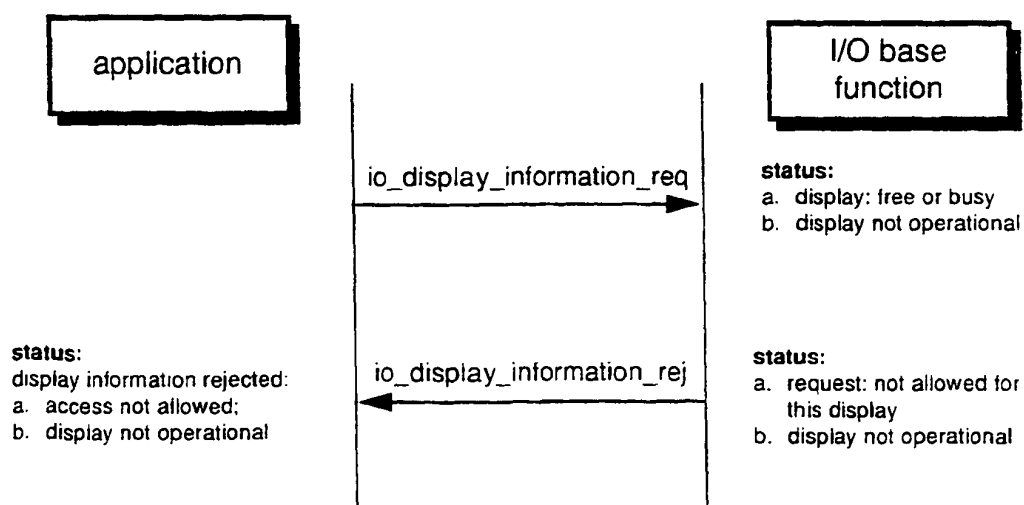 application
I/O base
function
io_display_information_req
status:
a. display: free or busy
b. display not operational
status:
display information rejected:
a. access not allowed;
b. display not operational
io_display_information_rej
status:
a. request: not allowed for
this display
b. display not operational